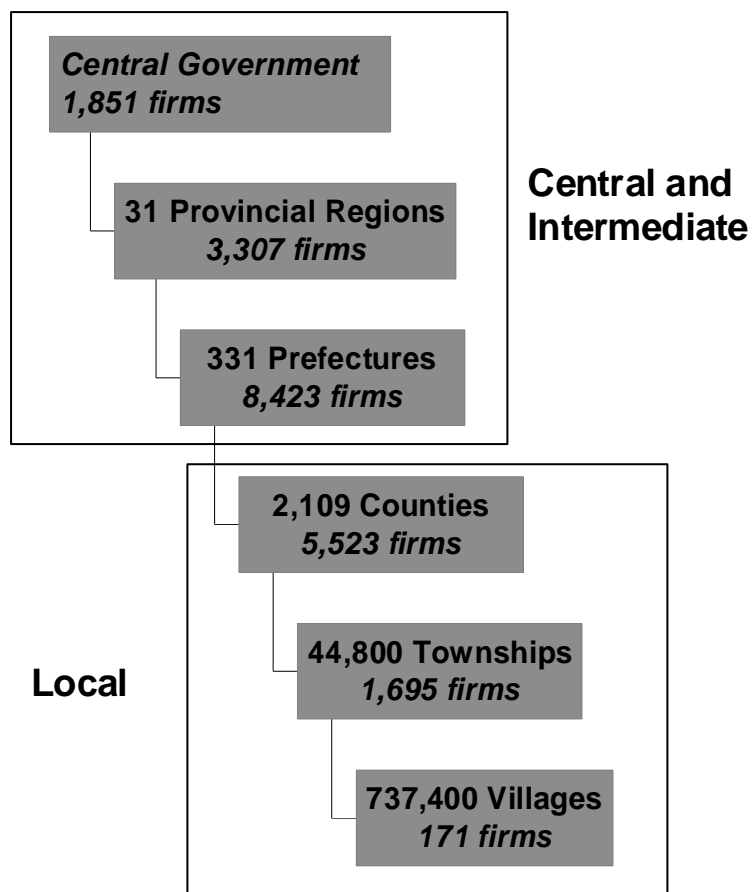 Central Government
1,851 firms
31 Provincial Regions
3,307 firms
331 Prefectures
8,423 firms
Central and
Intermediate
2,109 Counties
5,523 firms
44,800 Townships
1,695 firms
737,400 Villages
171 firms
Local